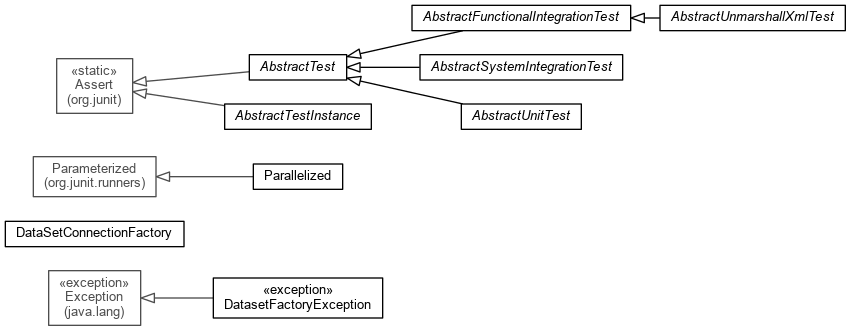 AbstractFunctionalIntegrationTest
AbstractUnmarshallXmlTest
«static»
Assert
(org.junit)
AbstractTest
AbstractSystemIntegrationTest
AbstractTestInstance
AbstractUnitTest
Parameterized
(org.junit.runners)
Parallelized
DataSetConnectionFactory
«exception»
Exception
(java.lang)
«exception»
DatasetFactoryException